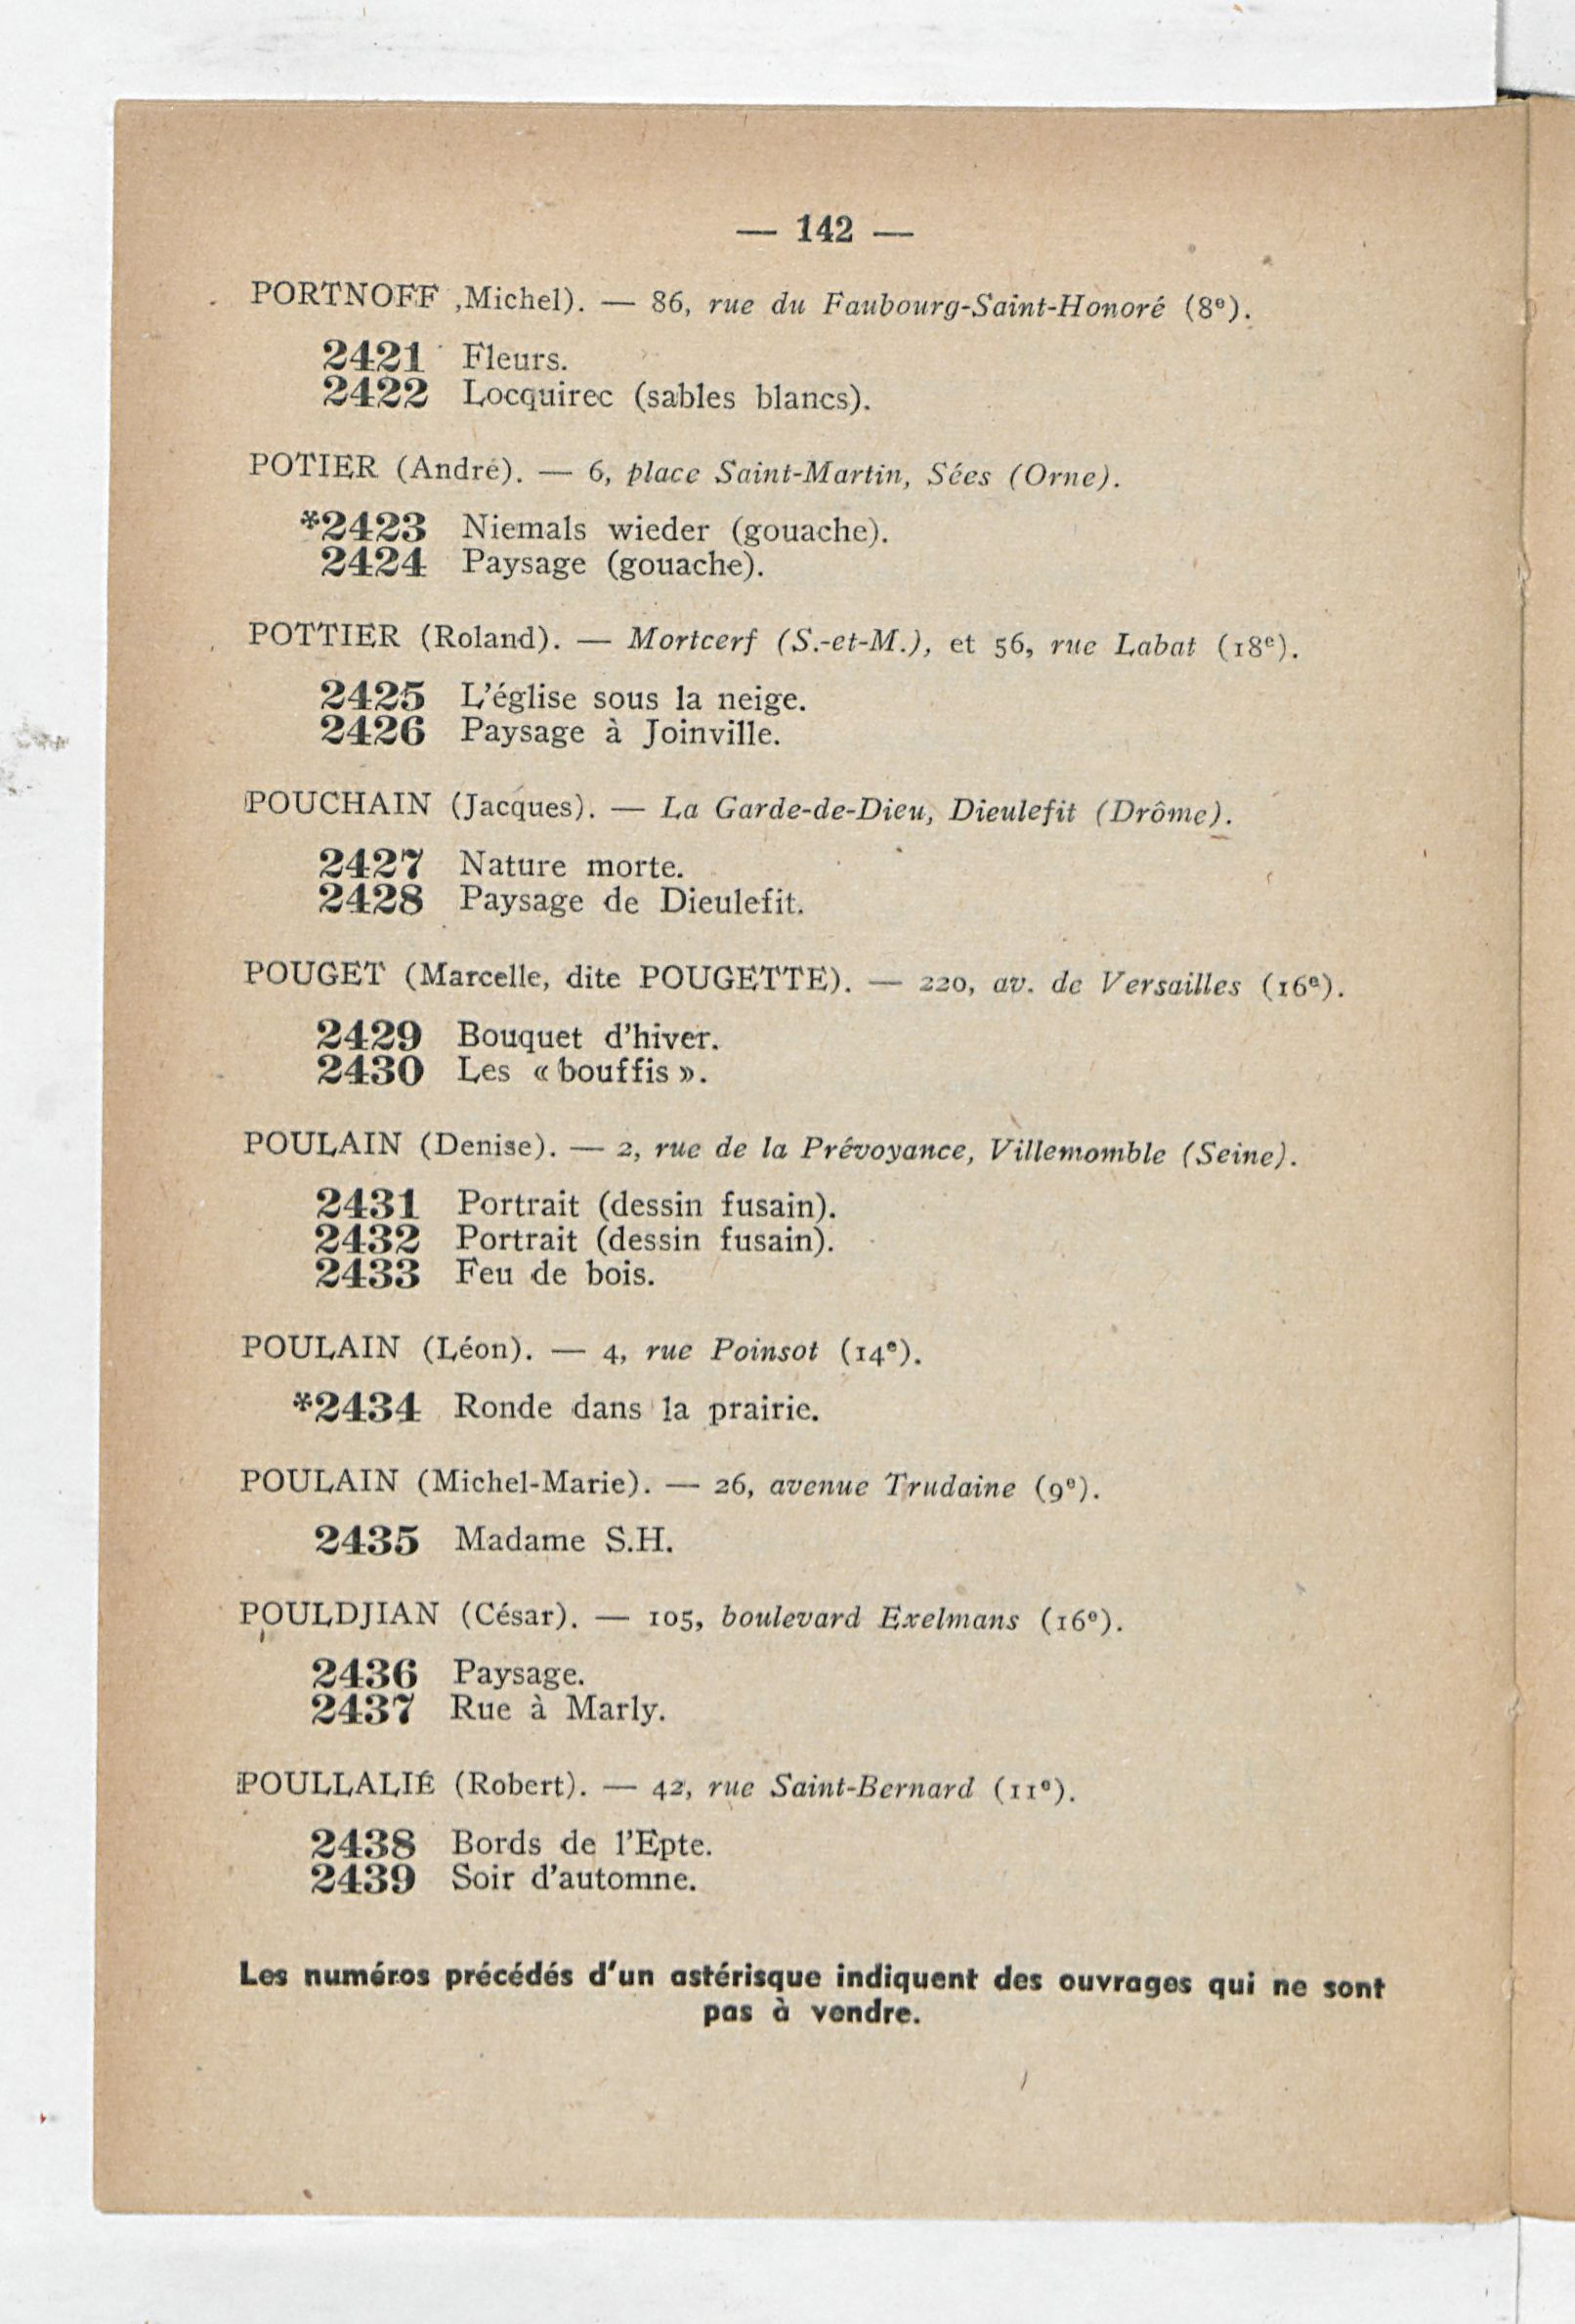 — 142 —
PORTNOFF ,Michel). — 86, rue du Faubourg-Saint-Honoré (8e).
2421 Fleurs.
2422 Locquirec (sables blancs).
POTIER (André). — 6, place Saint-Martin, Sées (Orne).
*2423 Niemals wieder (gouache).
2424 Paysage (gouache).
POTTIER (Roland). — Mortcerf (S.-et-M.), et 56, rue Labat (18e).
2425 L'église sous la neige.
2426 Paysage à Joinville.
POUCHAIN (Jacques). — La Garde-de-Dieu, Dieulefit (Drôme).
2427 Nature morte.
2428 Paysage de Dieulefit.
POUGET (Marcelle, dite POUGETTE). — 220, av. de Versailles (16e).
2429 Bouquet d'hiver.
2430 Les « bouffis ».
POULAIN (Denise). — 2, rue de la Prévoyance, Villemomble (Seine).
2431 Portrait (dessin fusain).
2432 Portrait (dessin fusain).
2433 Feu de bois.
POULAIN (Léon). — 4, rue Poinsot (14e).
*2434 Ronde dans la prairie.
POULAIN (Michel-Marie). — 26, avenue Trudaine (9e).
2435 Madame S.H.
POULDJIAN (César). — 105, boulevard Exelmans (16e).
2436 Paysage.
2437 Rue à Marly.
POULLALIÉ (Robert). — 42, rue Saint-Bernard (11e).
2438 Bords de l'Epte.
2439 Soir d'automne.
Les numéros précédés d'un astérisque indiquent des ouvrages qui ne sont
pas à vendre.